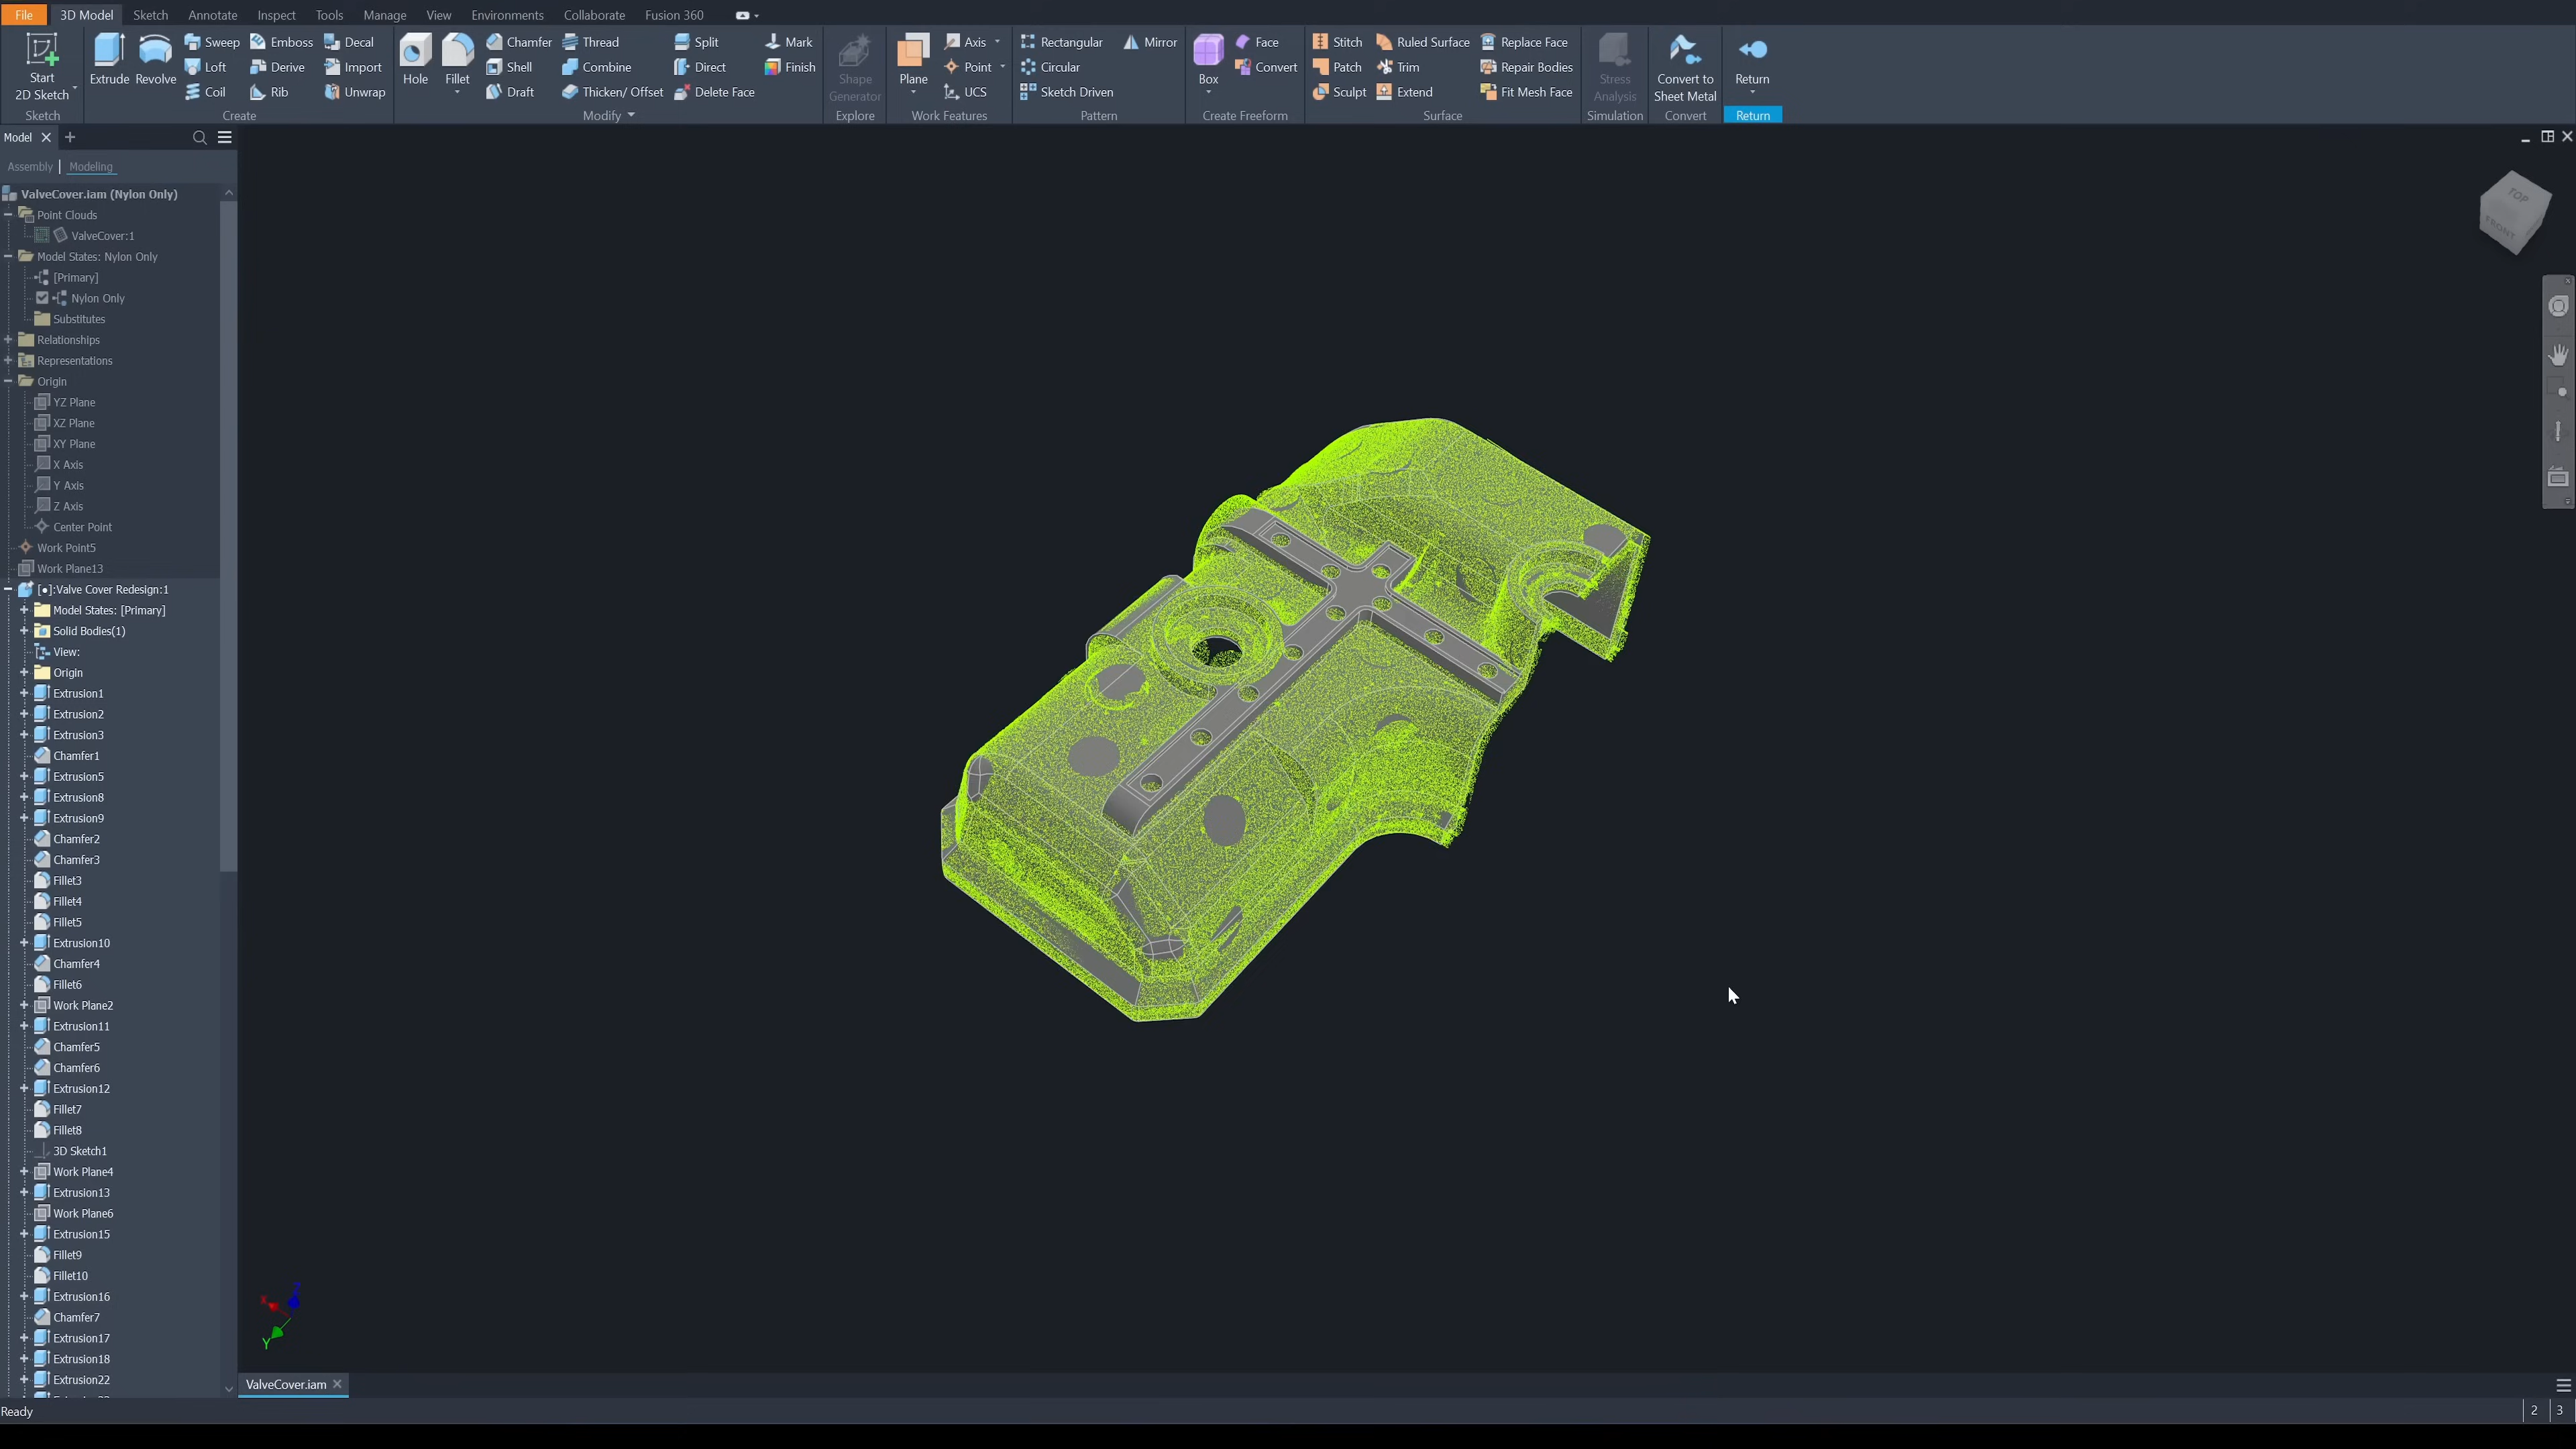 File 3D Model Sketch Annotate Inspect Tools Manage View Environments Collaborate Fusion 360
Start
2D Sketch
Sketch
Extrude Revolve
Sweep Emboss Decal
Loft Derive Import
Coil Rib Unwrap
Create
Hole Fillet
Chamfer Thread Split Mark
Shell Combine Direct Finish
Draft Thicken/ Offset Delete Face
Modify
Shape
Generator
Explore
Plane
Axis
Point
UCS
Work Features
Rectangular Mirror
Circular
Sketch Driven
Pattern
Box
Face
Convert
Create Freeform
Stitch Ruled Surface Replace Face
Patch Trim Repair Bodies
Sculpt Extend Fit Mesh Face
Surface
Stress
Analysis
Simulation
Convert to
Sheet Metal
Convert
Return
Return
Model
Assembly Modeling
ValveCover.iam (Nylon Only)
Point Clouds
ValveCover:1
Model States: Nylon Only
[Primary]
Nylon Only
Substitutes
Relationships
Representations
Origin
YZ Plane
XZ Plane
XY Plane
X Axis
Y Axis
Z Axis
Center Point
Work Point5
Work Plane13
[•]:Valve Cover Redesign:1
Model States: [Primary]
Solid Bodies(1)
View:
Origin
Extrusion1
Extrusion2
Extrusion3
Chamfer1
Extrusion5
Extrusion8
Extrusion9
Chamfer2
Chamfer3
Fillet3
Fillet4
Fillet5
Extrusion10
Chamfer4
Fillet6
Work Plane2
Extrusion11
Chamfer5
Chamfer6
Extrusion12
Fillet7
Fillet8
3D Sketch1
Work Plane4
Extrusion13
Work Plane6
Extrusion15
Fillet9
Fillet10
Extrusion16
Chamfer7
Extrusion17
Extrusion18
Extrusion22
TOP
FRONT
X
Z
Y
ValveCover.iam
Ready
2 3